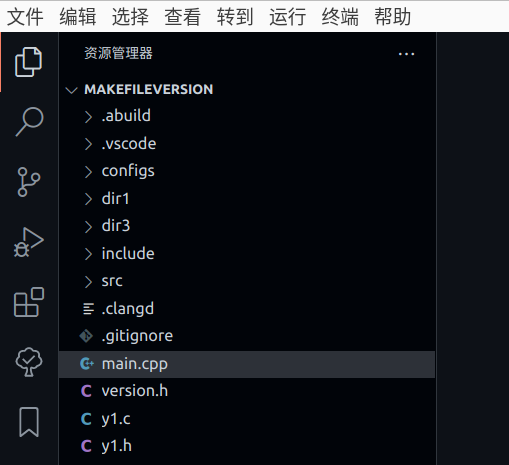 文件 编辑 选择 查看 转到 运行 终端 帮助
资源管理器 ...
MAKEFILEVERSION
.abuild
.vscode
configs
dir1
dir3
include
src
.clangd
.gitignore
main.cpp
version.h
y1.c
y1.h